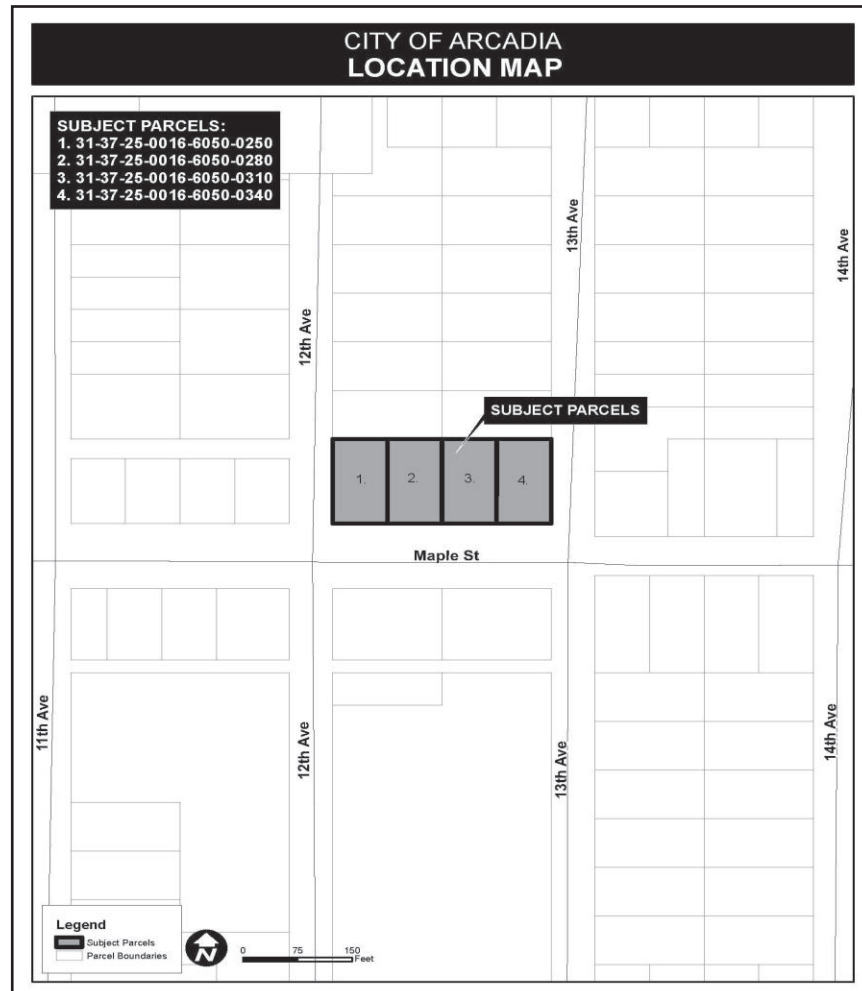 CITY OF ARCADIA
LOCATION MAP
SUBJECT PARCELS:
1. 31-37-25-0016-6050-0250
2. 31-37-25-0016-6050-0280
3. 31-37-25-0016-6050-0310
4. 31-37-25-0016-6050-0340
13th Ave
14th Ave
12th Ave
SUBJECT PARCELS
1.
2.
3.
4.
Maple St
11th Ave
12th Ave
13th Ave
14th Ave
Legend
Subject Parcels
Parcel Boundaries
N
0 75 150
Feet